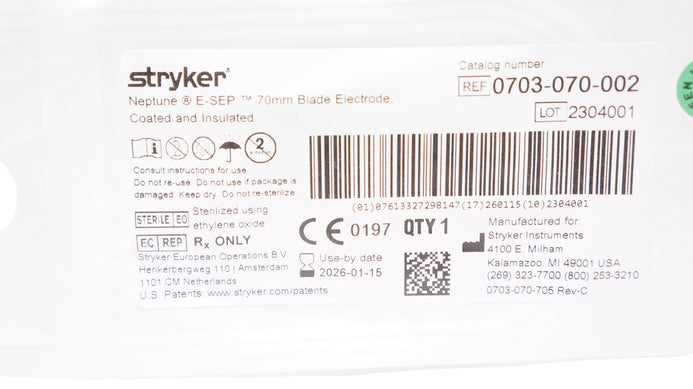 stryker®
Neptune ® E-SEP ™ 70mm Blade Electrode,
Coated and Insulated
Catalog number
REF 0703-070-002
LOT 2304001
Consult instructions for use
Do not re-use. Do not use if package is
damaged. Keep dry. Do not re-sterilize
(01)07613327298147(17)260115(10)2304001
STERILE EO Sterilized using
ethylene oxide
EC REP Rx ONLY
Stryker European Operations B.V.
Herikerbergweg 110 | Amsterdam
1101 CM Netherlands
U.S. Patents: www.stryker.com/patents
CE 0197 QTY 1
Use-by date
2026-01-15
Manufactured for:
Stryker Instruments
4100 E. Milham
Kalamazoo, MI 49001 USA
(269) 323-7700 (800) 253-3210
0703-070-705 Rev-C